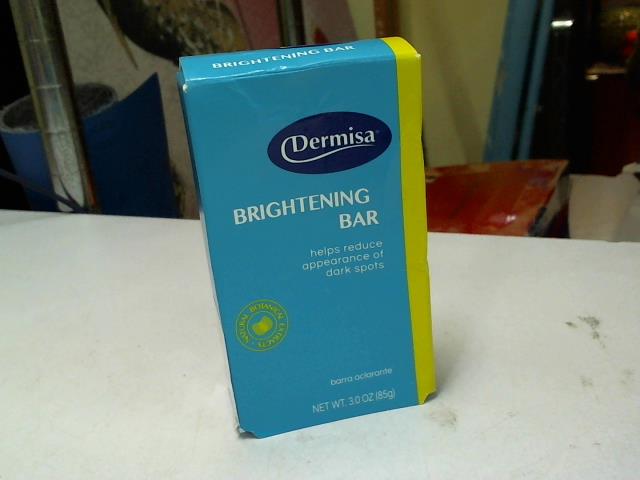 BRIGHTENING BAR
Dermisa®
BRIGHTENING
BAR
helps reduce
appearance of
dark spots
NATURAL BOTANICAL EXTRACTS
barra aclarante
NET WT. 3.0 OZ (85g)